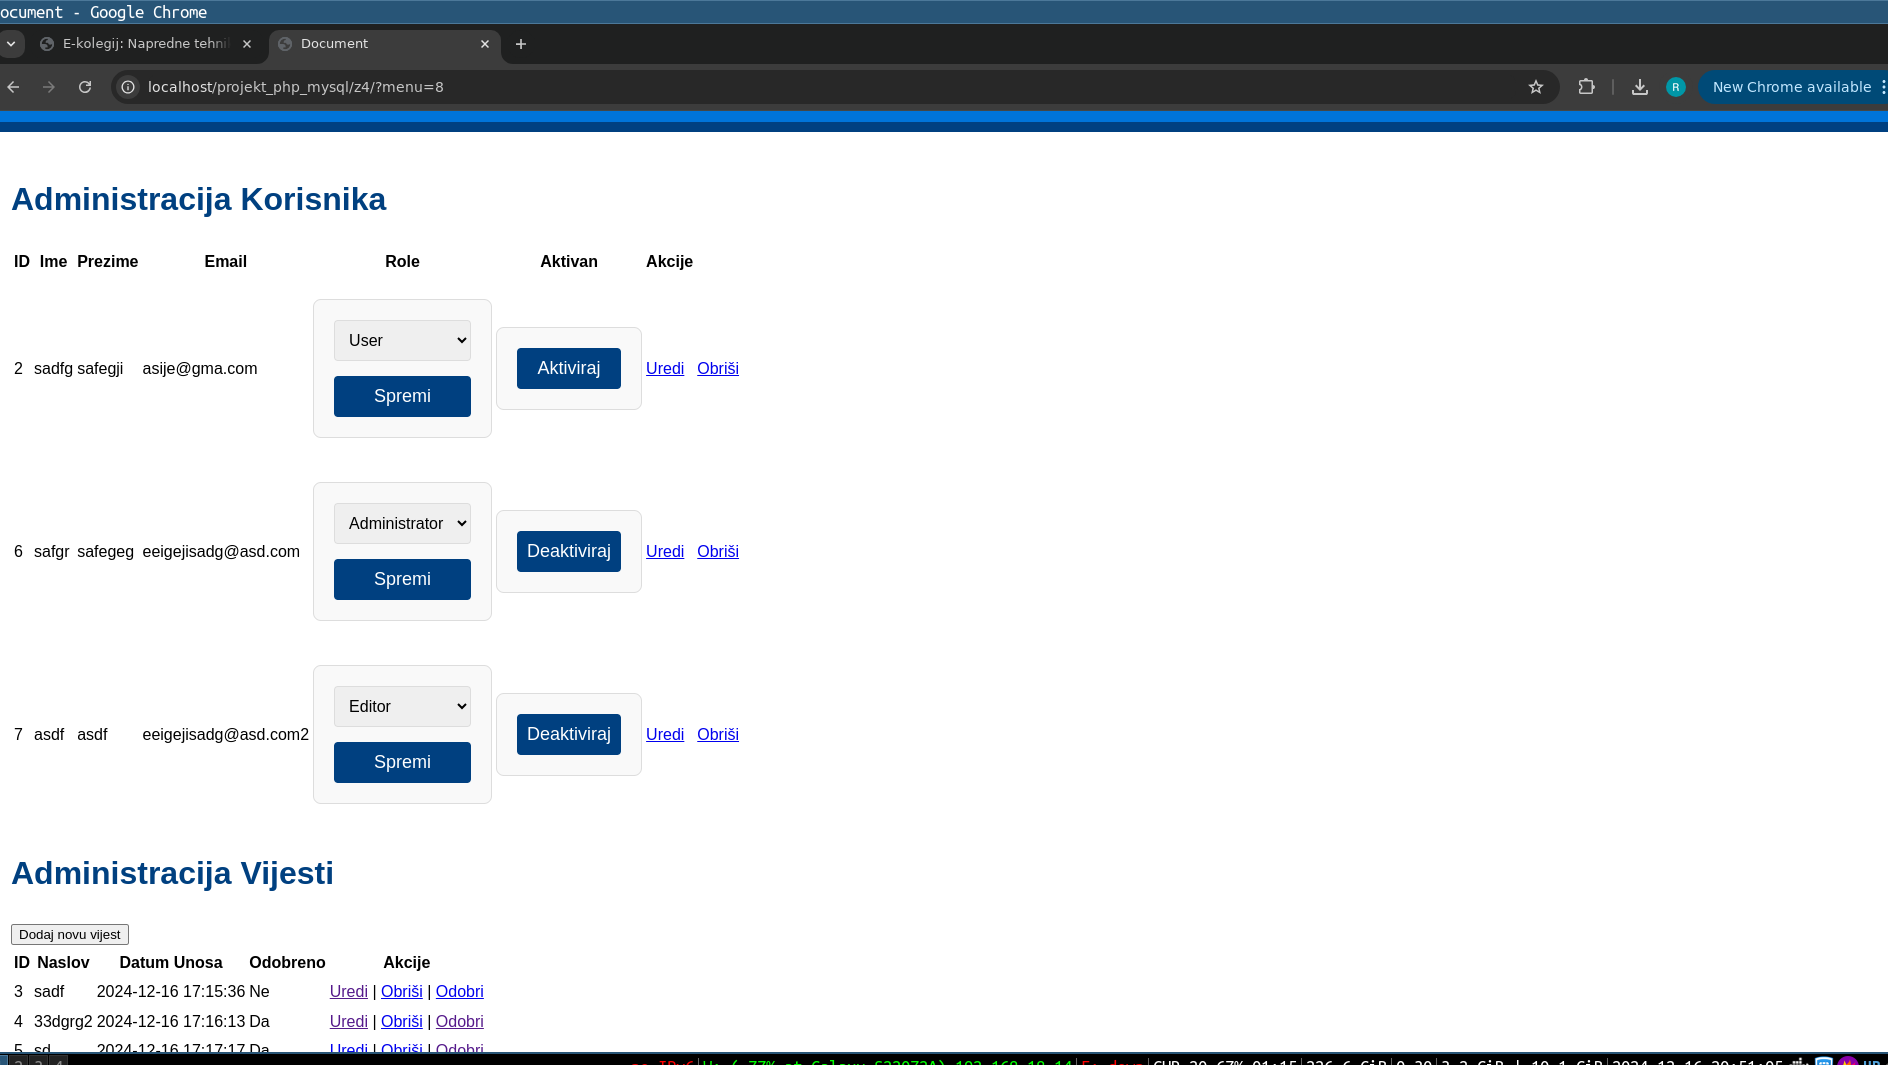 ocument - Google Chrome
E-kolegij: Napredne tehni
Document
localhost/projekt_php_mysql/z4/?menu=8
R
New Chrome available
Administracija Korisnika
ID Ime Prezime Email Role Aktivan Akcije
2 sadfg safegji asije@gma.com User Spremi Aktiviraj Uredi Obriši
6 safgr safegeg eeigejisadg@asd.com Administrator Spremi Deaktiviraj Uredi Obriši
7 asdf asdf eeigejisadg@asd.com2 Editor Spremi Deaktiviraj Uredi Obriši
Administracija Vijesti
Dodaj novu vijest
ID Naslov Datum Unosa Odobreno Akcije
3 sadf 2024-12-16 17:15:36 Ne Uredi | Obriši | Odobri
4 33dgrg2 2024-12-16 17:16:13 Da Uredi | Obriši | Odobri
5 sd 2024-12-16 17:17:17 Da Uredi | Obriši | Odobri